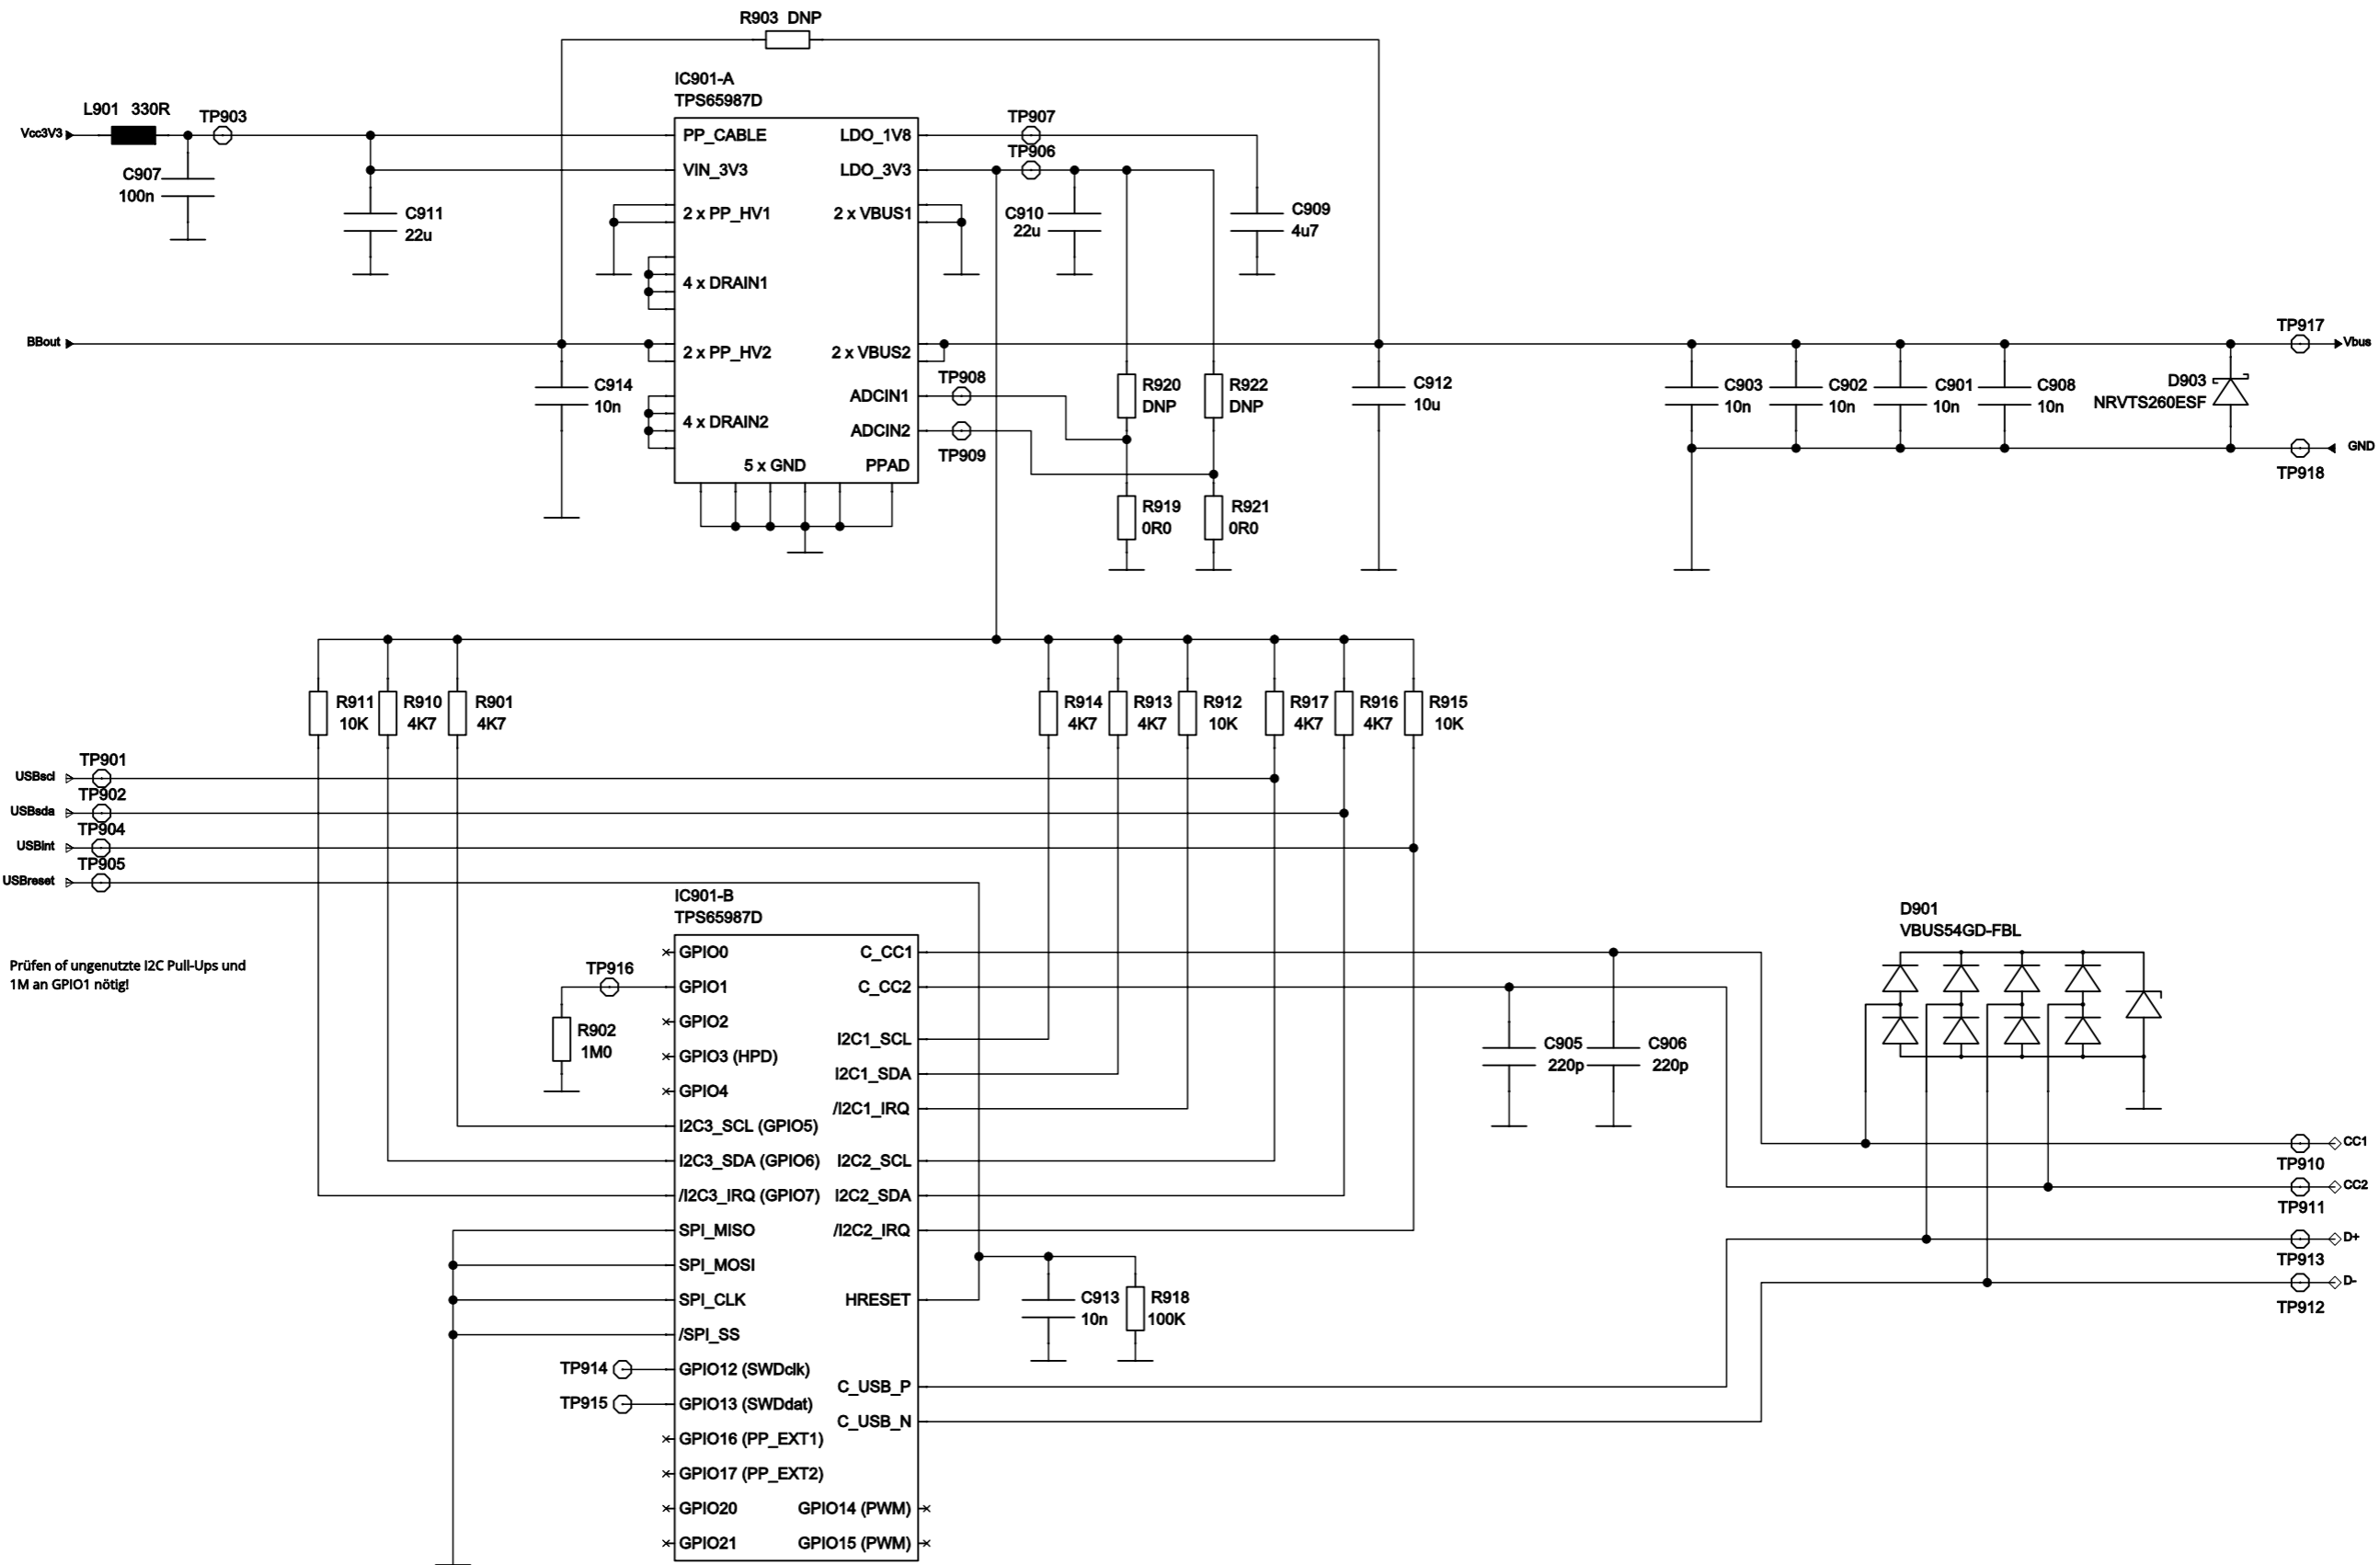 R903 DNP
IC901-A
TPS65987D
L901 330R
TP903
Vcc3V3
C907
100n
C911
22u
PP_CABLE
VIN_3V3
2 x PP_HV1
4 x DRAIN1
2 x PP_HV2
4 x DRAIN2
5 x GND
PPAD
LDO_1V8
LDO_3V3
2 x VBUS1
2 x VBUS2
ADCIN1
ADCIN2
TP907
TP906
C910
22u
C909
4u7
BBout
C914
10n
TP908
TP909
R920
DNP
R922
DNP
R919
0R0
R921
0R0
C912
10u
C903
10n
C902
10n
C901
10n
C908
10n
D903
NRVTS260ESF
TP917
Vbus
GND
TP918
R911
10K
R910
4K7
R901
4K7
R914
4K7
R913
4K7
R912
10K
R917
4K7
R916
4K7
R915
10K
TP901
USBscl
TP902
USBsda
TP904
USBint
TP905
USBreset
Prüfen of ungenutzte I2C Pull-Ups und
1M an GPIO1 nötig!
IC901-B
TPS65987D
TP916
R902
1M0
GPIO0
GPIO1
GPIO2
GPIO3 (HPD)
GPIO4
I2C3_SCL (GPIO5)
I2C3_SDA (GPIO6)
/I2C3_IRQ (GPIO7)
SPI_MISO
SPI_MOSI
SPI_CLK
/SPI_SS
TP914
GPIO12 (SWDclk)
TP915
GPIO13 (SWDdat)
GPIO16 (PP_EXT1)
GPIO17 (PP_EXT2)
GPIO20
GPIO21
C_CC1
C_CC2
I2C1_SCL
I2C1_SDA
/I2C1_IRQ
I2C2_SCL
I2C2_SDA
/I2C2_IRQ
HRESET
C_USB_P
C_USB_N
GPIO14 (PWM)
GPIO15 (PWM)
C913
10n
R918
100K
C905
220p
C906
220p
D901
VBUS54GD-FBL
CC1
TP910
CC2
TP911
D+
TP913
D-
TP912